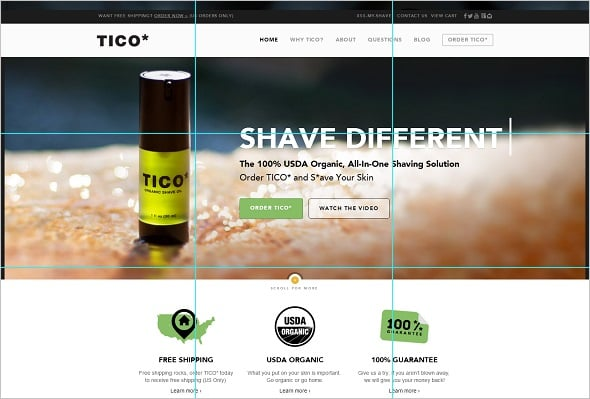 WANT FREE SHIPPING? ORDER NOW » (US ORDERS ONLY)
CONTACT US VIEW CART
TICO*
HOME WHY TICO? ABOUT QUESTIONS BLOG ORDER TICO*
SHAVE DIFFERENT
The 100% USDA Organic, All-In-One Shaving Solution
Order TICO* and S*ave Your Skin
ORDER TICO* WATCH THE VIDEO
TICO*
ORGANIC SHAVE OIL
1 fl oz (30 ml)
SCROLL FOR MORE
USDA
ORGANIC
100%
GUARANTEE
FREE SHIPPING
Free shipping rocks, order TICO* today
to receive free shipping (US Only)
Learn more ›
USDA ORGANIC
What you put on your skin is important.
Go organic or go home.
Learn more ›
100% GUARANTEE
Give us a try, if you aren't blown away,
we will give you your money back!
Learn more ›